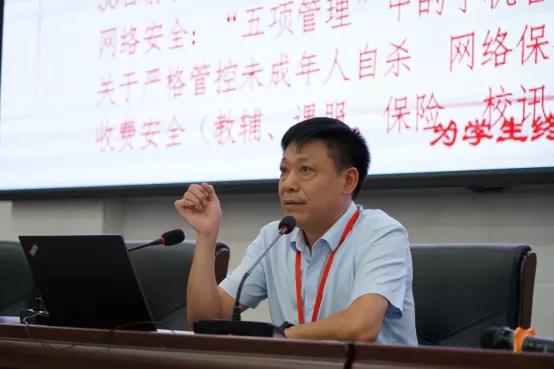 网络安全：“五项管理”中的手机管
关于严格管控未成年人自杀 网络保
收费安全（教辅、课服、保险、校讯
为学生终